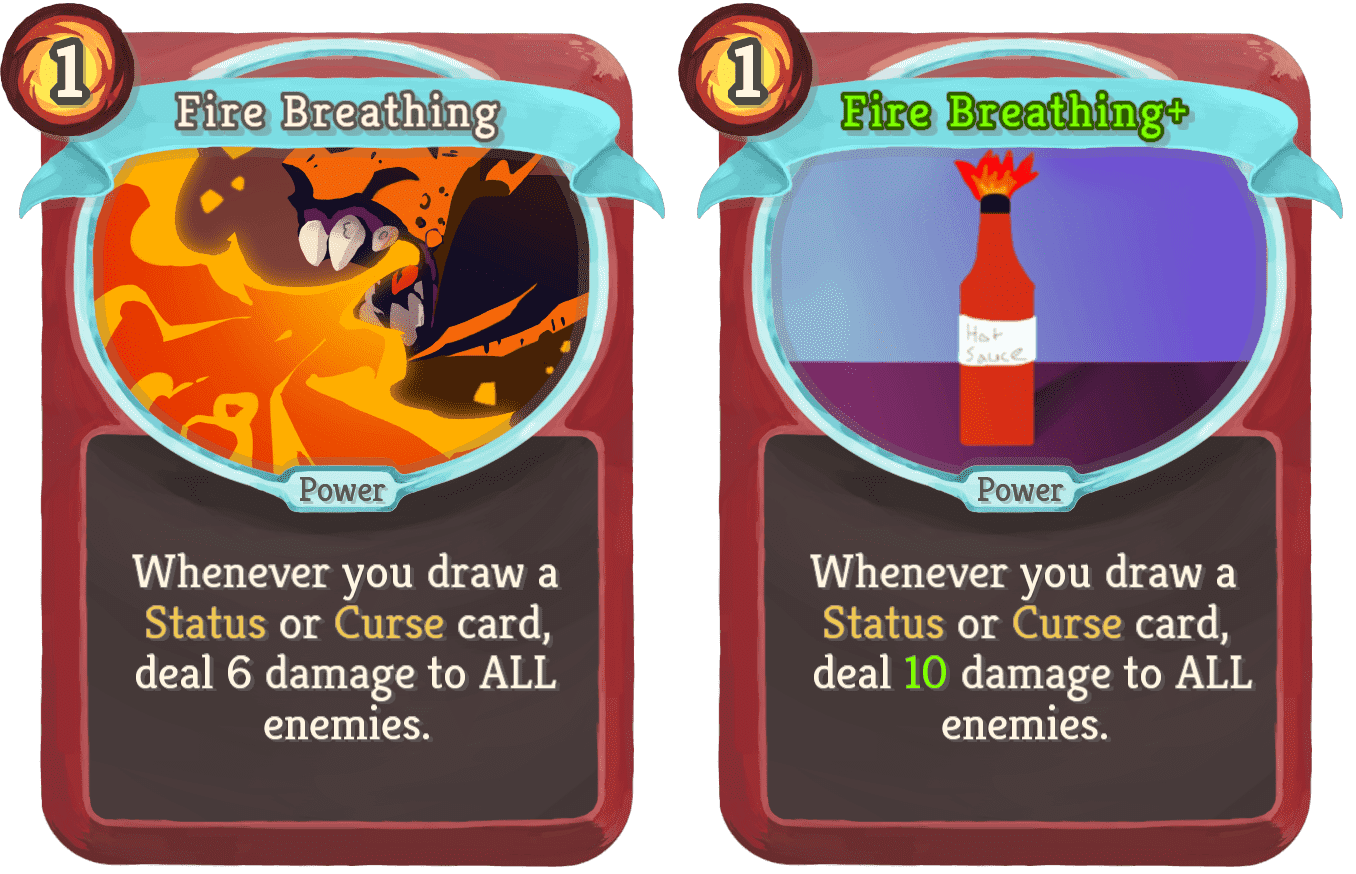 1
Fire Breathing
Power
Whenever you draw a
Status or Curse card,
deal 6 damage to ALL
enemies.
1
Fire Breathing+
Hot
Sauce
Power
Whenever you draw a
Status or Curse card,
deal 10 damage to ALL
enemies.